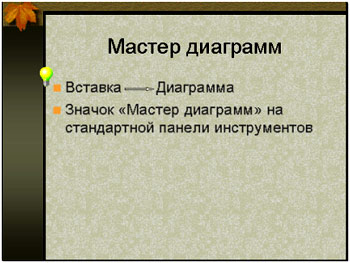 Мастер диаграмм
Вставка Диаграмма
Значок «Мастер диаграмм» на
стандартной панели инструментов